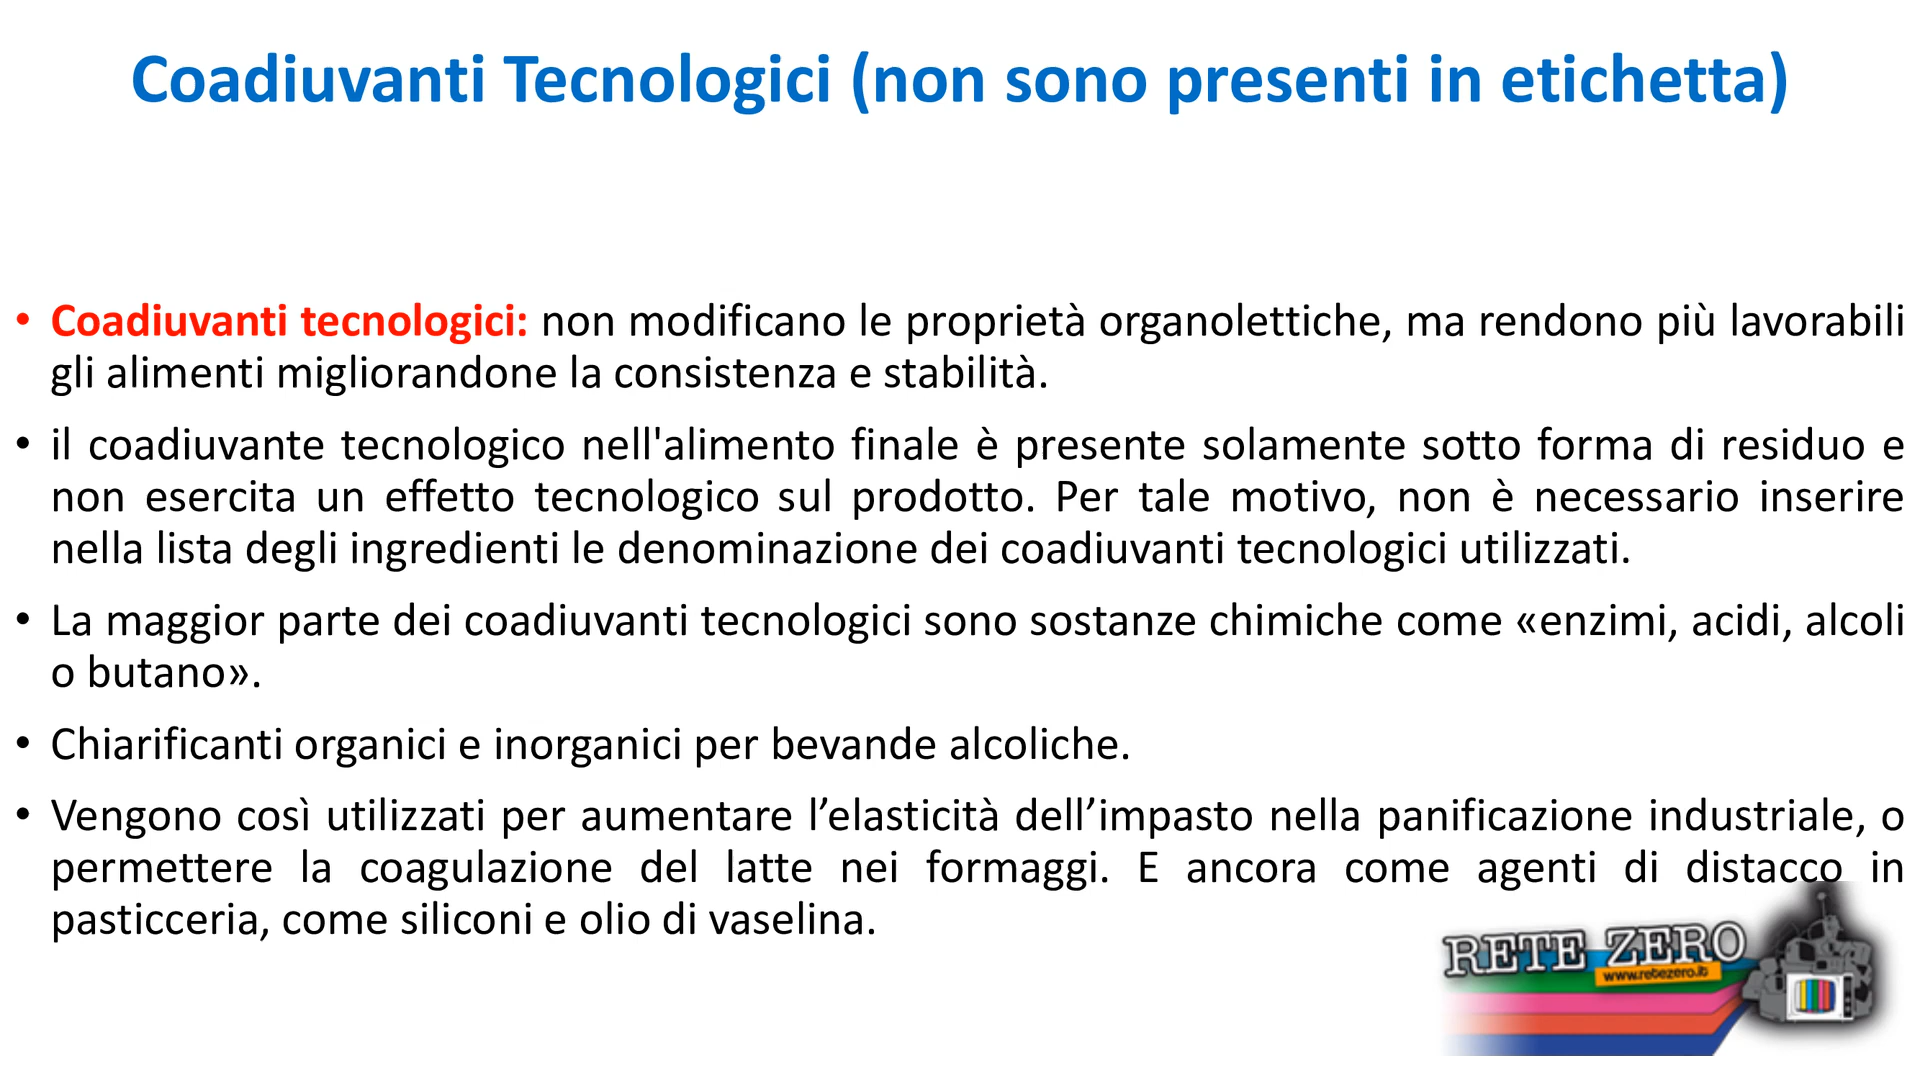 Coadiuvanti Tecnologici (non sono presenti in etichetta)
• Coadiuvanti tecnologici: non modificano le proprietà organolettiche, ma rendono più lavorabili
gli alimenti migliorandone la consistenza e stabilità.
• il coadiuvante tecnologico nell'alimento finale è presente solamente sotto forma di residuo e
non esercita un effetto tecnologico sul prodotto. Per tale motivo, non è necessario inserire
nella lista degli ingredienti le denominazione dei coadiuvanti tecnologici utilizzati.
• La maggior parte dei coadiuvanti tecnologici sono sostanze chimiche come «enzimi, acidi, alcoli
o butano».
• Chiarificanti organici e inorganici per bevande alcoliche.
• Vengono così utilizzati per aumentare l’elasticità dell’impasto nella panificazione industriale, o
permettere la coagulazione del latte nei formaggi. E ancora come agenti di distacco in
pasticceria, come siliconi e olio di vaselina.
RETE ZERO
www.retezero.it